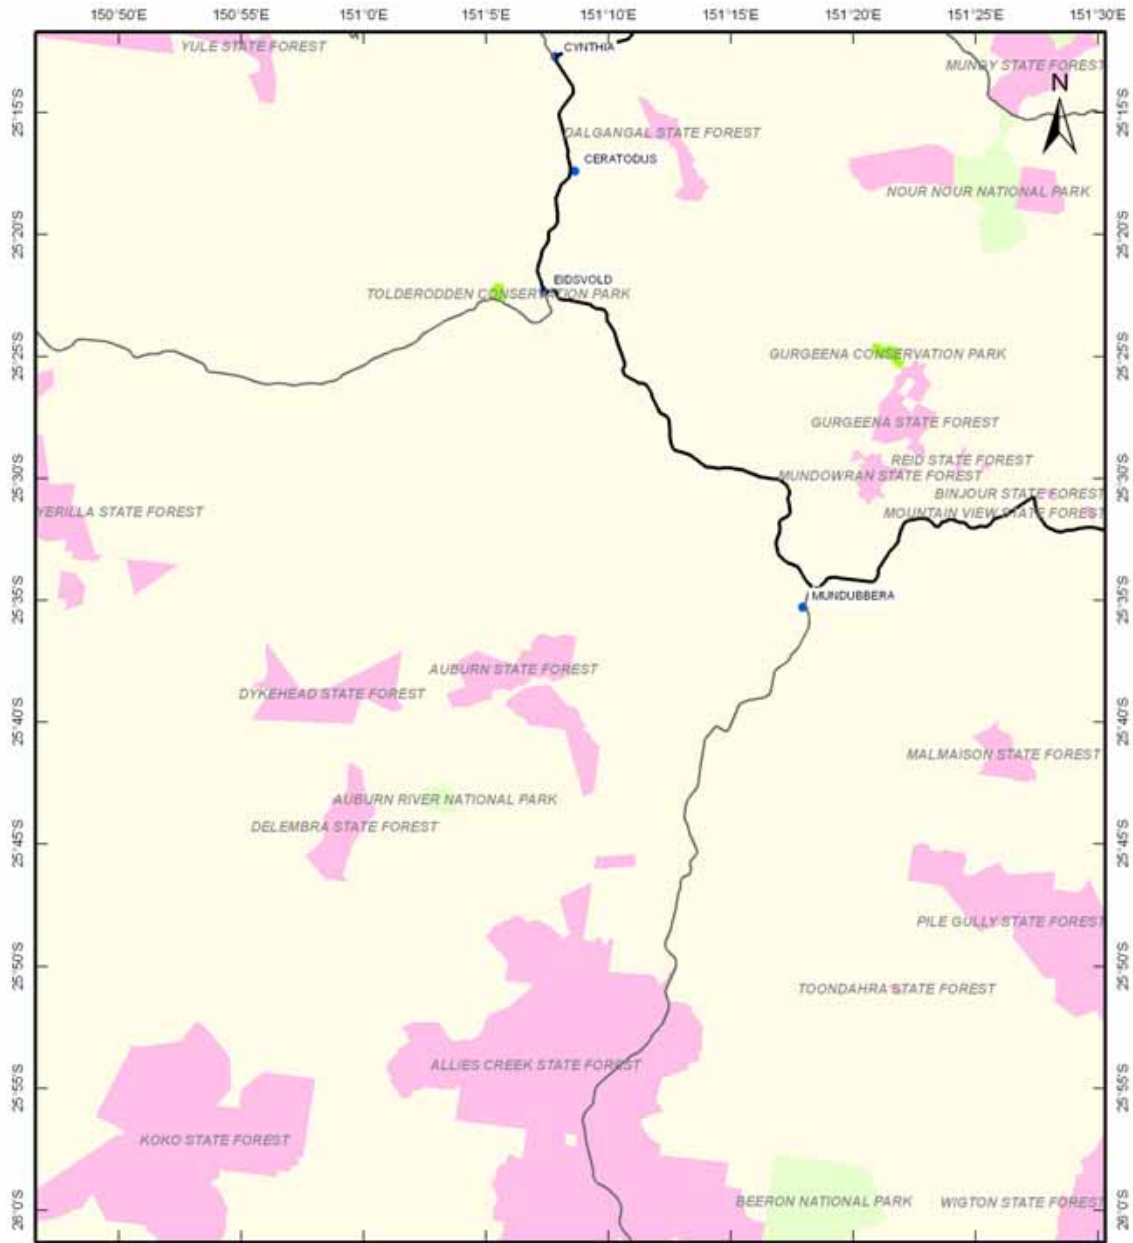 150°50'E 150°55'E 151°0'E 151°5'E 151°10'E 151°15'E 151°20'E 151°25'E 151°30'E
YULE STATE FOREST
CYNTHIA
MUNGY STATE FOREST
N
25°15'S
25°15'S
DALGANGAL STATE FOREST
CERATODUS
NOUR NOUR NATIONAL PARK
25°20'S
25°20'S
EIDSVOLD
TOLDERODDEN CONSERVATION PARK
25°25'S
GURGEENA CONSERVATION PARK
25°25'S
GURGEENA STATE FOREST
REID STATE FOREST
25°30'S
MUNDOWRAN STATE FOREST
25°30'S
BINJOUR STATE FOREST
YERILLA STATE FOREST
MOUNTAIN VIEW STATE FOREST
25°35'S
MUNDUBBERA
25°35'S
AUBURN STATE FOREST
DYKEHEAD STATE FOREST
25°40'S
25°40'S
MALMAISON STATE FOREST
AUBURN RIVER NATIONAL PARK
DELEMBRA STATE FOREST
25°45'S
25°45'S
PILE GULLY STATE FOREST
25°50'S
25°50'S
TOONDAHRA STATE FOREST
ALLIES CREEK STATE FOREST
25°55'S
25°55'S
KOKO STATE FOREST
26°0'S
BEERON NATIONAL PARK
WIGTON STATE FOREST
26°0'S